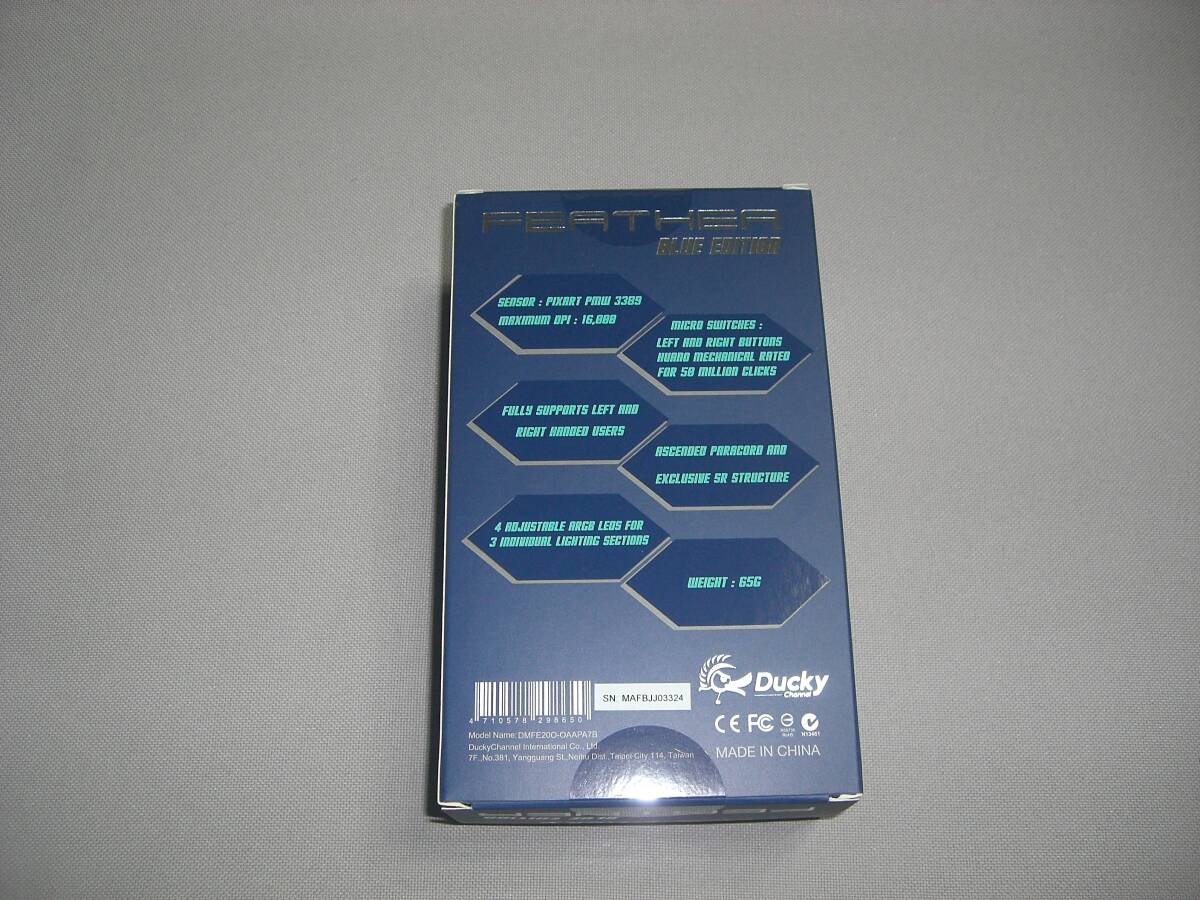 FEATHER
BLUE EDITION
SENSOR : PIXART PMW 3389
MAXIMUM DPI : 16,000
MICRO SWITCHES :
LEFT AND RIGHT BUTTONS
HUANO MECHANICAL RATED
FOR 50 MILLION CLICKS
FULLY SUPPORTS LEFT AND
RIGHT HANDED USERS
ASCENDED PARACORD AND
EXCLUSIVE SR STRUCTURE
4 ADJUSTABLE ARGB LEDS FOR
3 INDIVIDUAL LIGHTING SECTIONS
WEIGHT : 65G
Ducky
Channel
4 710578 298650
SN MAFBJJ03324
CE FC
RoHS
N13461
Model Name: DMFE20O-OAAPA7B
DuckyChannel International Co., Ltd.
7F.,No.381, Yangguang St.,Neihu Dist. Taipei City 114, Taiwan
MADE IN CHINA